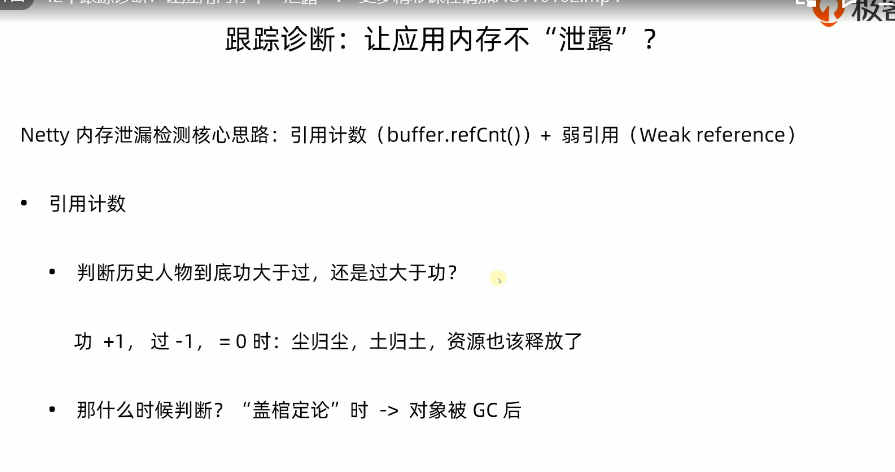 跟踪诊断：让应用内存不“泄露”？
Netty 内存泄漏检测核心思路：引用计数（buffer.refCnt()）+ 弱引用（Weak reference）
• 引用计数
• 判断历史人物到底功大于过，还是过大于功？
功 +1， 过 -1， = 0 时：尘归尘，土归土，资源也该释放了
• 那什么时候判断？“盖棺定论”时 -> 对象被 GC 后